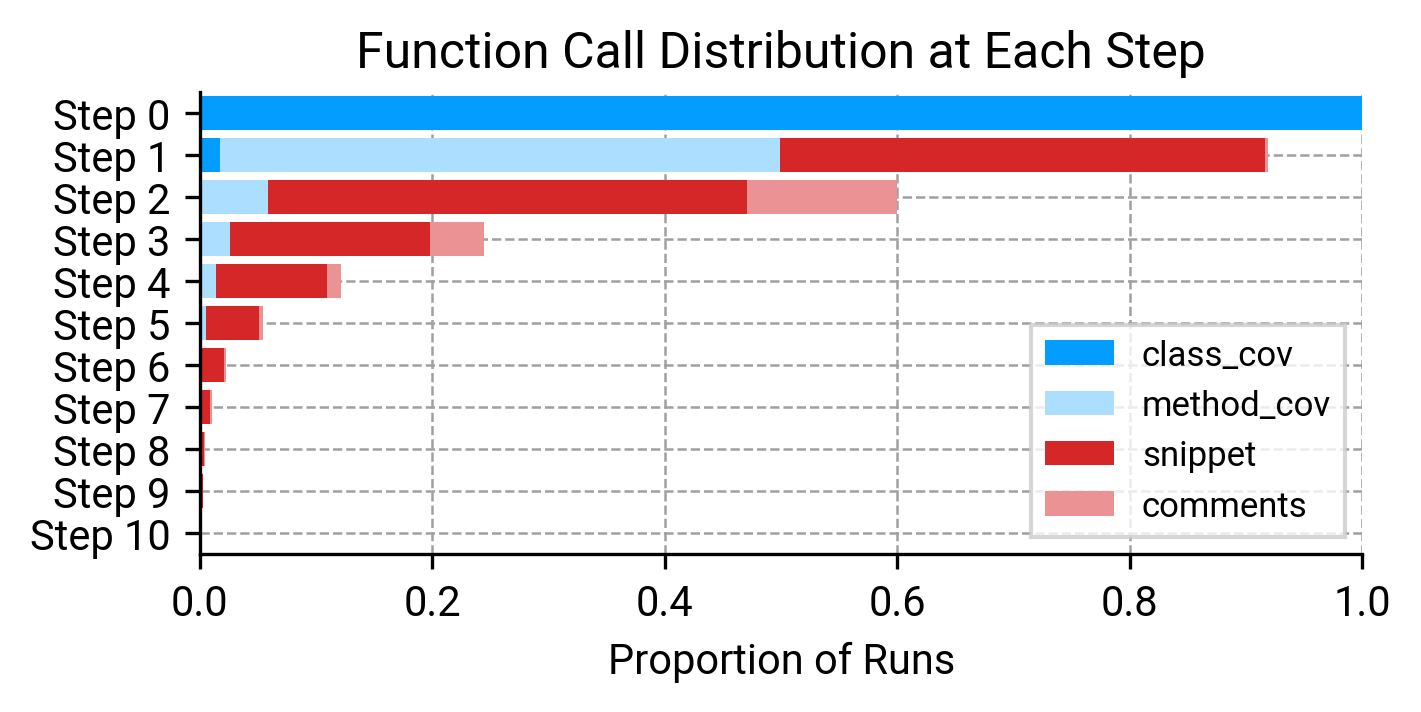 Function Call Distribution at Each Step
Step 0
Step 1
Step 2
Step 3
Step 4
Step 5
Step 6
Step 7
Step 8
Step 9
Step 10
class_cov
method_cov
snippet
comments
0.0 0.2 0.4 0.6 0.8 1.0
Proportion of Runs